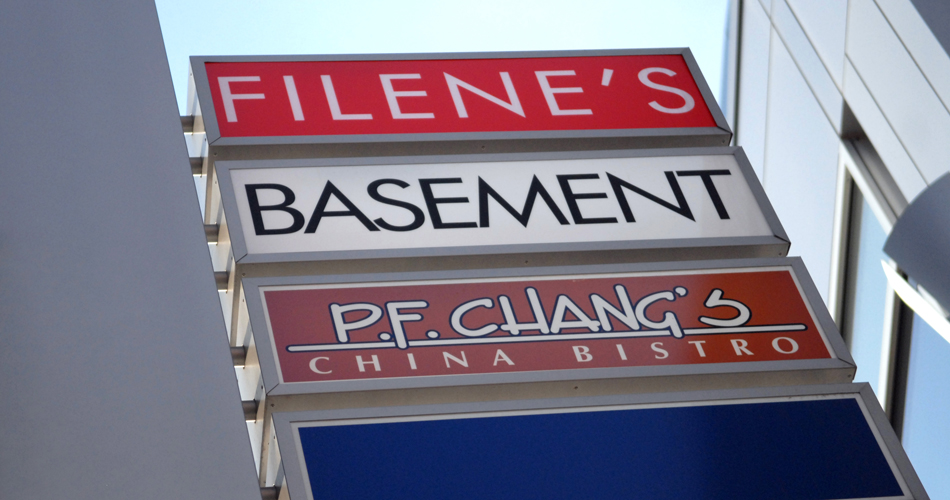 FILENE'S
BASEMENT
P.F. CHANG'S
CHINA BISTRO